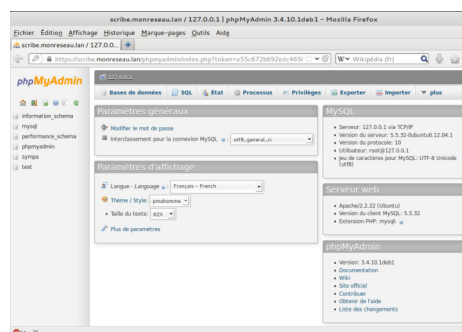 scribe.monreseau.lan / 127.0.0.1 | phpMyAdmin 3.4.10.1deb1 - Mozilla Firefox
Fichier Édition Affichage Historique Marque-pages Outils Aide
scribe.monreseau.lan / 127.0.0....
https://scribe.monreseau.lan/phpmyadmin/index.php?token=
Wikipédia (fr)
phpMyAdmin
127.0.0.1
Bases de données SQL État Processus Privilèges Exporter Importer plus
information_schema
mysql
performance_schema
phpmyadmin
sympa
test
Paramètres généraux
Modifier le mot de passe
Interclassement pour la connexion MySQL : utf8_general_ci
Paramètres d'affichage
Langue - Language : Français - French
Thème / Style: pmahomme
Taille du texte: 82%
Plus de paramètres
MySQL
Serveur: 127.0.0.1 via TCP/IP
Version du serveur: 5.5.32-0ubuntu0.12.04.1
Version du protocole: 10
Utilisateur: root@127.0.0.1
Jeu de caractères pour MySQL: UTF-8 Unicode
(utf8)
Serveur web
Apache/2.2.22 (Ubuntu)
Version du client MySQL: 5.5.32
Extension PHP: mysqli
phpMyAdmin
Version: 3.4.10.1deb1
Documentation
Wiki
Site officiel
Contribuer
Obtenir de l'aide
Liste des changements